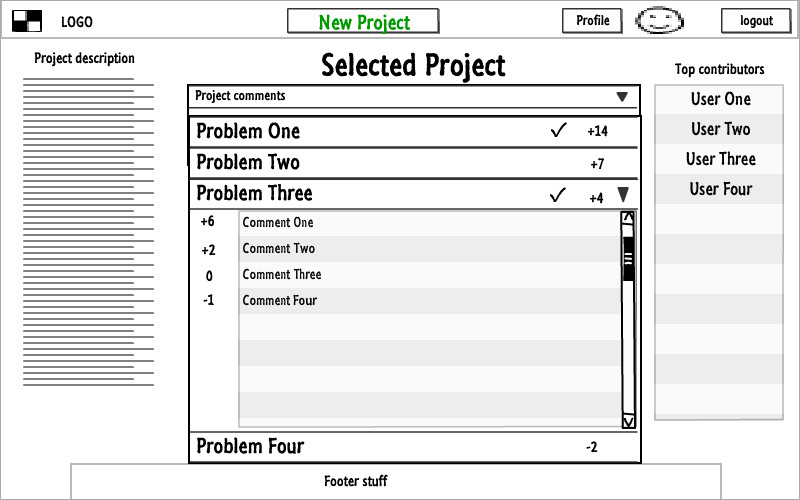 LOGO
New Project
Profile
logout
Project description
Selected Project
Top contributors
Project comments
Problem One +14
Problem Two +7
Problem Three +4
+6 Comment One
+2 Comment Two
0 Comment Three
-1 Comment Four
Problem Four -2
User One
User Two
User Three
User Four
Footer stuff